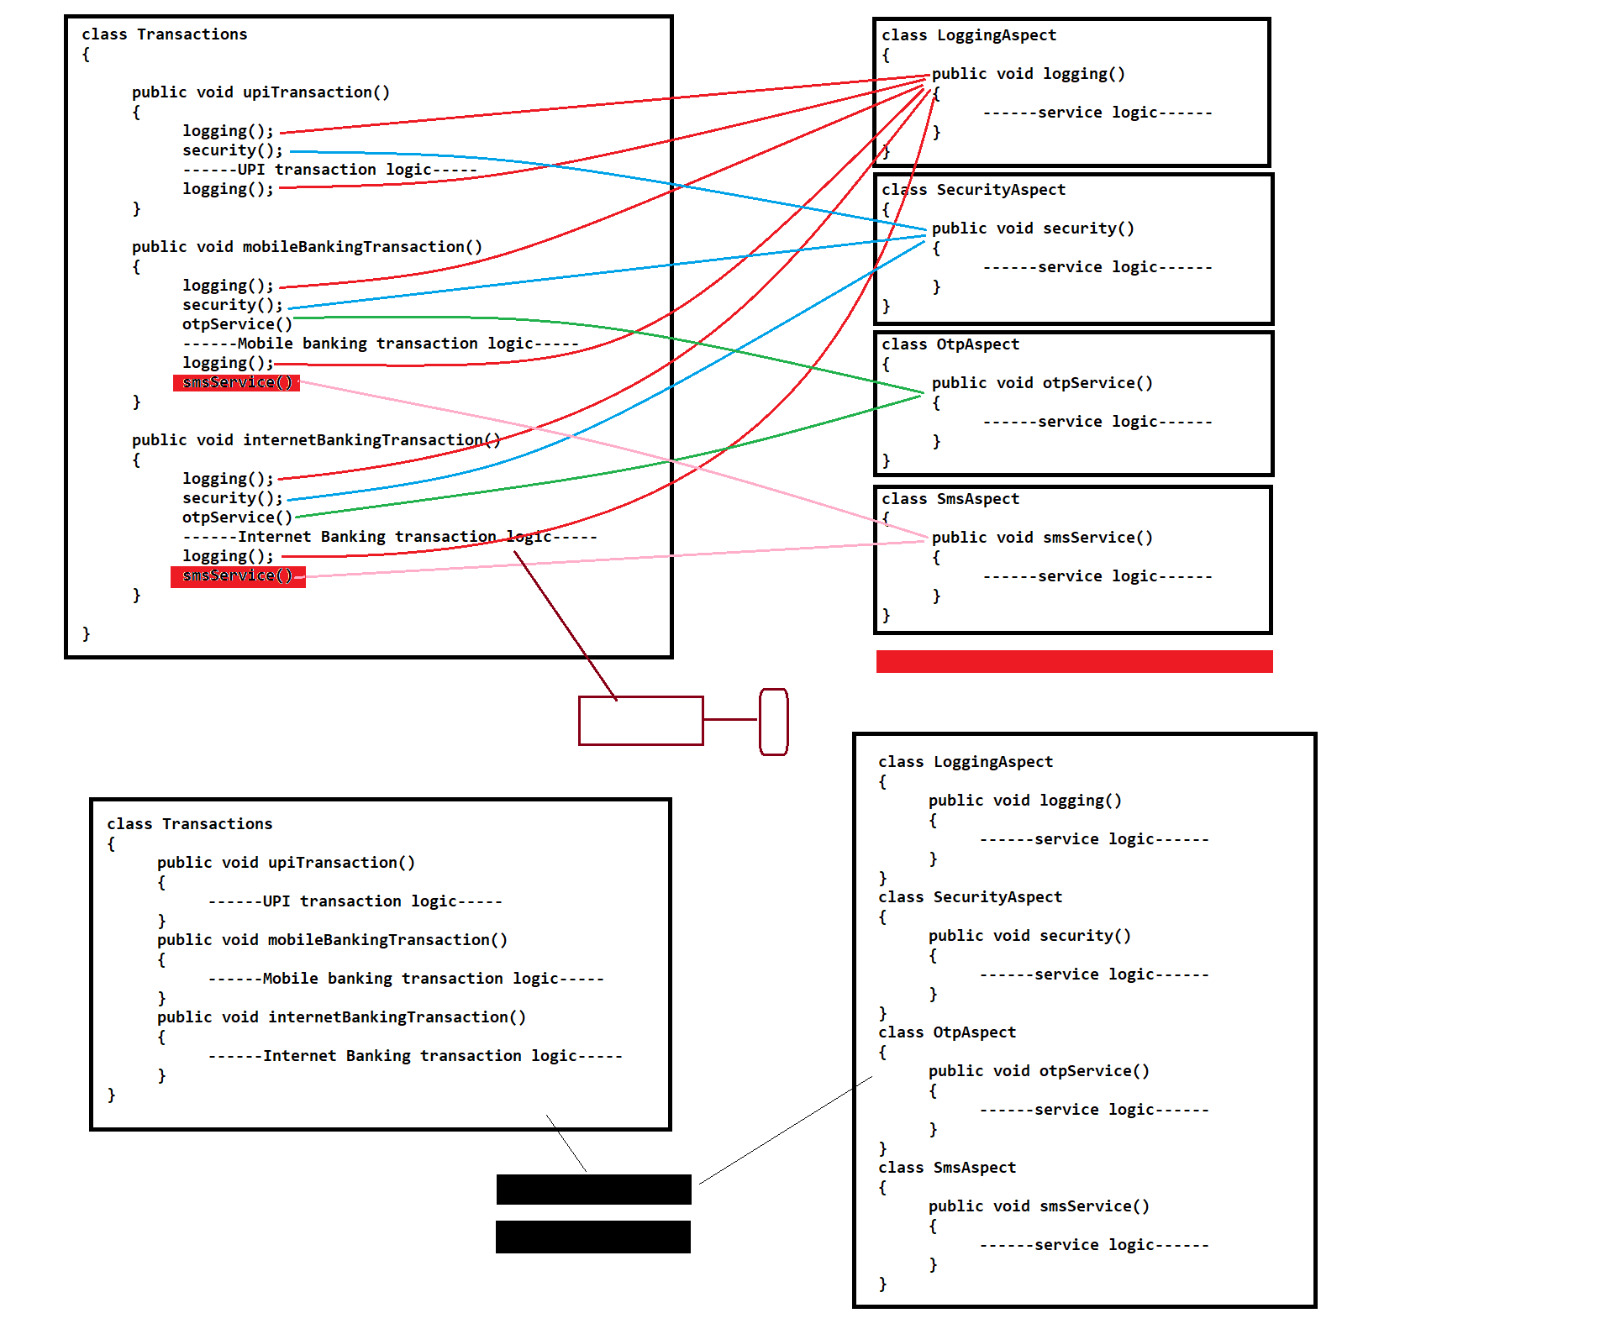 class Transactions
{
public void upiTransaction()
{
logging();
security();
------UPI transaction logic-----
logging();
}
public void mobileBankingTransaction()
{
logging();
security();
otpService()
------Mobile banking transaction logic-----
logging();
smsService()
}
public void internetBankingTransaction()
{
logging();
security();
otpService()
------Internet Banking transaction logic-----
logging();
smsService()
}
}
class LoggingAspect
{
public void logging()
{
------service logic------
}
}
class SecurityAspect
{
public void security()
{
------service logic------
}
}
class OtpAspect
{
public void otpService()
{
------service logic------
}
}
class SmsAspect
{
public void smsService()
{
------service logic------
}
}
class Transactions
{
public void upiTransaction()
{
------UPI transaction logic-----
}
public void mobileBankingTransaction()
{
------Mobile banking transaction logic-----
}
public void internetBankingTransaction()
{
------Internet Banking transaction logic-----
}
}
class LoggingAspect
{
public void logging()
{
------service logic------
}
}
class SecurityAspect
{
public void security()
{
------service logic------
}
}
class OtpAspect
{
public void otpService()
{
------service logic------
}
}
class SmsAspect
{
public void smsService()
{
------service logic------
}
}